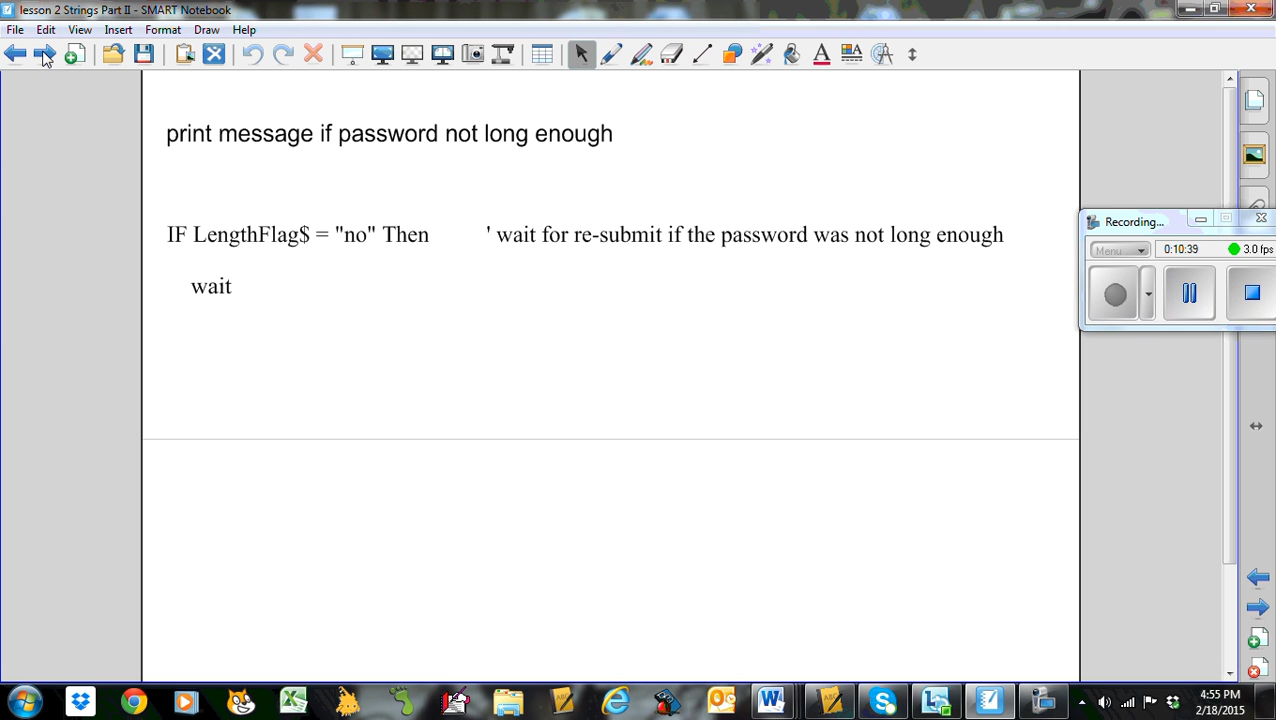 lesson 2 Strings Part II - SMART Notebook
File Edit View Insert Format Draw Help
print message if password not long enough
IF LengthFlag$ = "no" Then ' wait for re-submit if the password was not long enough
wait
Recording...
Menu 0:10:39 3.0 fps
4:55 PM
2/18/2015